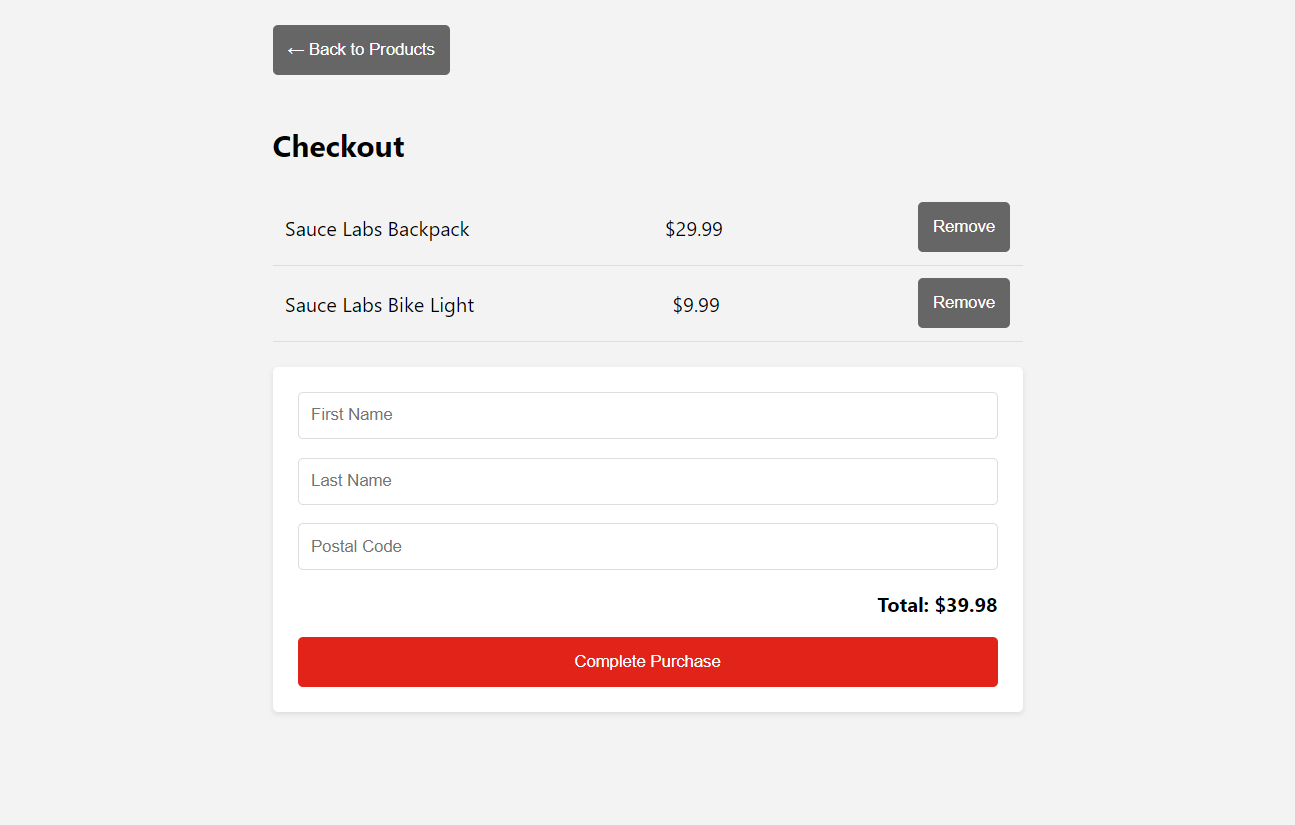 ← Back to Products
Checkout
Sauce Labs Backpack $29.99 Remove
Sauce Labs Bike Light $9.99 Remove
First Name
Last Name
Postal Code
Total: $39.98
Complete Purchase